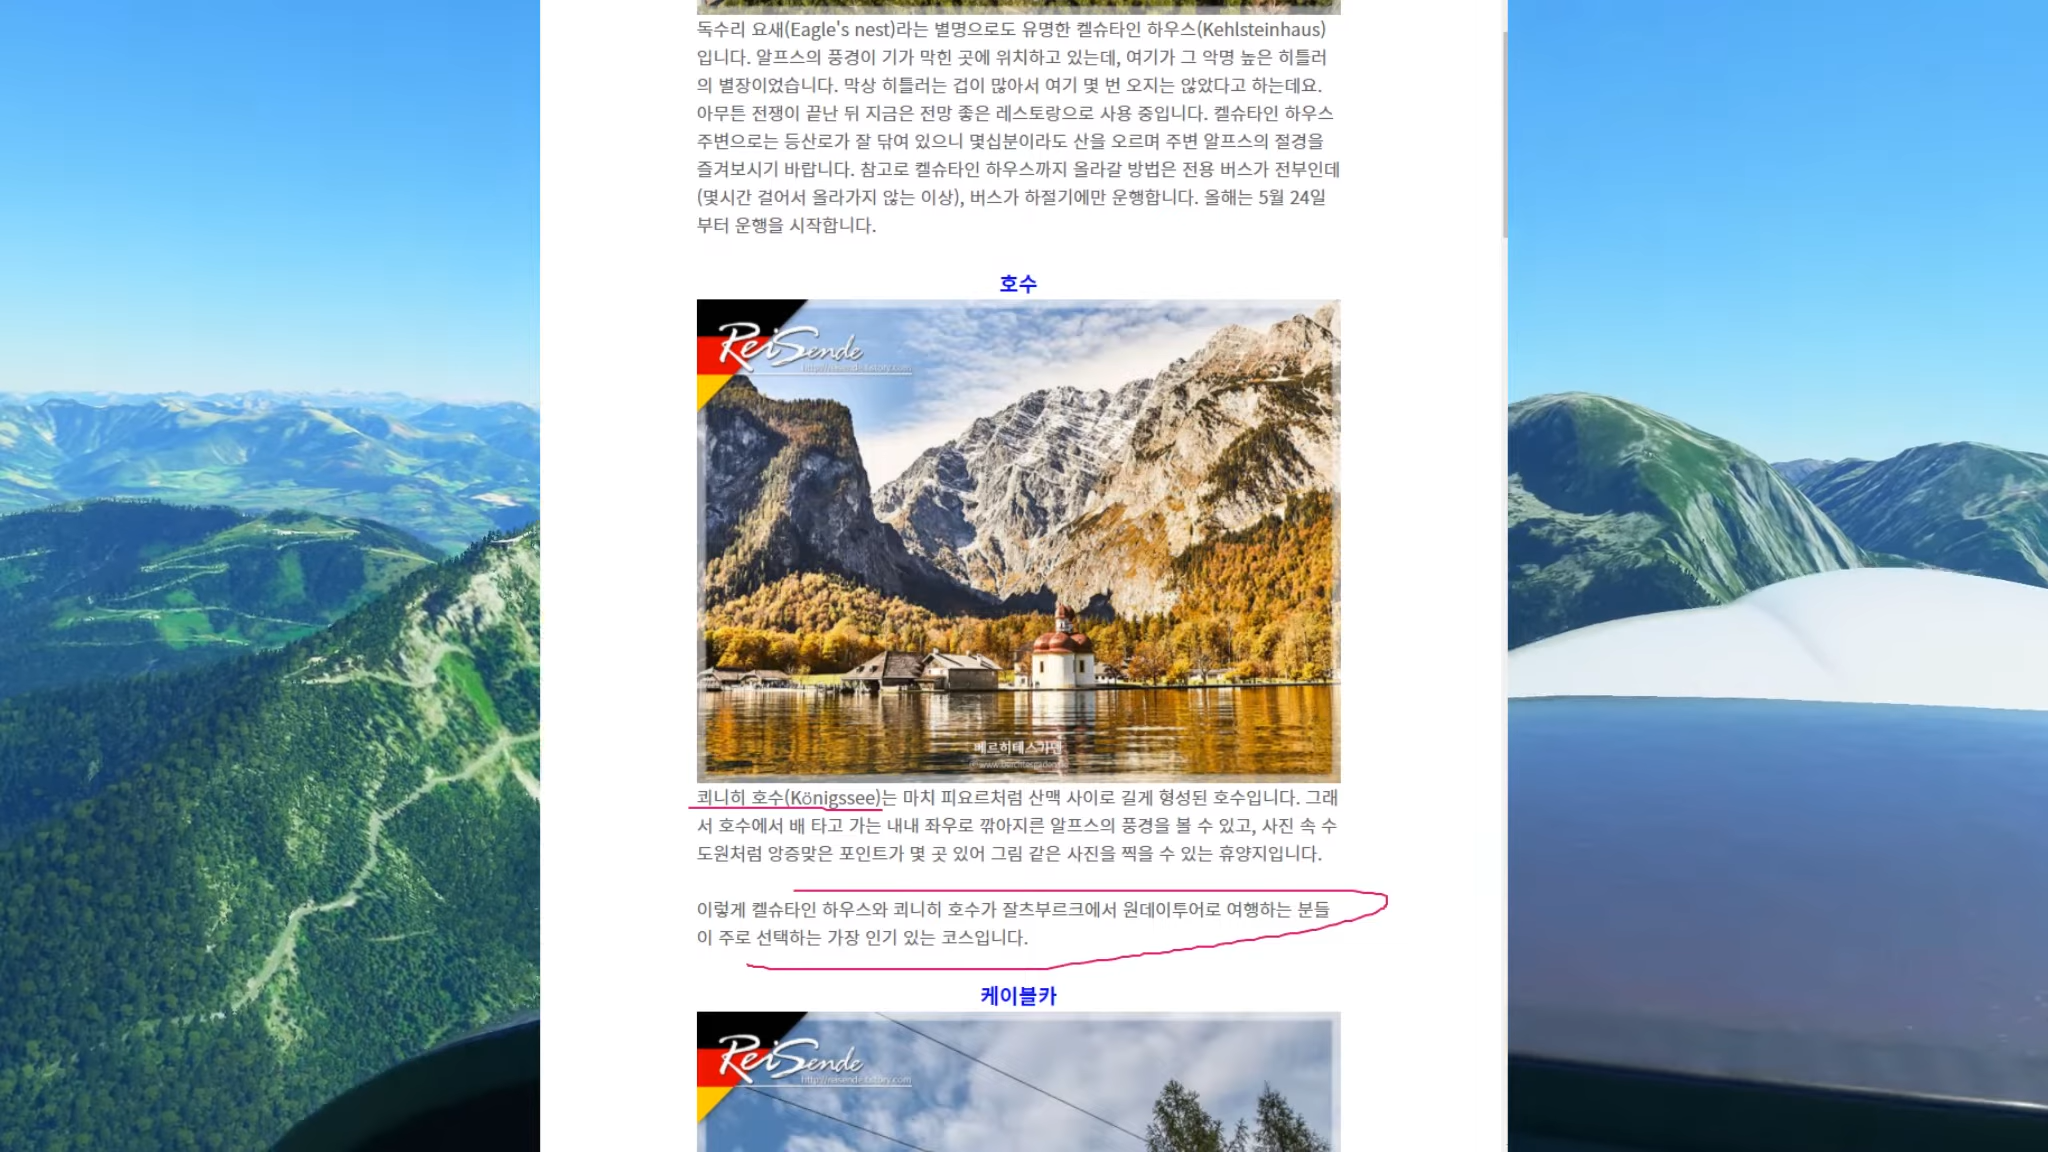 독수리 요새(Eagle's nest)라는 별명으로도 유명한 켈슈타인 하우스(Kehlsteinhaus)
입니다. 알프스의 풍경이 기가 막힌 곳에 위치하고 있는데, 여기가 그 악명 높은 히틀러
의 별장이었습니다. 막상 히틀러는 겁이 많아서 여기 몇 번 오지는 않았다고 하는데요.
아무튼 전쟁이 끝난 뒤 지금은 전망 좋은 레스토랑으로 사용 중입니다. 켈슈타인 하우스
주변으로는 등산로가 잘 닦여 있으니 몇십분이라도 산을 오르며 주변 알프스의 절경을
즐겨보시기 바랍니다. 참고로 켈슈타인 하우스까지 올라갈 방법은 전용 버스가 전부인데
(몇시간 걸어서 올라가지 않는 이상), 버스가 하절기에만 운행합니다. 올해는 5월 24일
부터 운행을 시작합니다.
호수
ReiSende
http://reisende.tistory.com
베르히테스가덴
©www.berchtesgaden.de
쾨니히 호수(Königssee)는 마치 피요르처럼 산맥 사이로 길게 형성된 호수입니다. 그래
서 호수에서 배 타고 가는 내내 좌우로 깎아지른 알프스의 풍경을 볼 수 있고, 사진 속 수
도원처럼 앙증맞은 포인트가 몇 곳 있어 그림 같은 사진을 찍을 수 있는 휴양지입니다.
이렇게 켈슈타인 하우스와 쾨니히 호수가 잘츠부르크에서 원데이투어로 여행하는 분들
이 주로 선택하는 가장 인기 있는 코스입니다.
케이블카
ReiSende
http://reisende.tistory.com